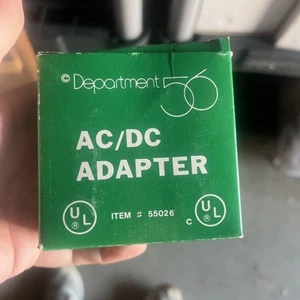 © Department 56
AC/DC
ADAPTER
UL ITEM # 55026 C UL